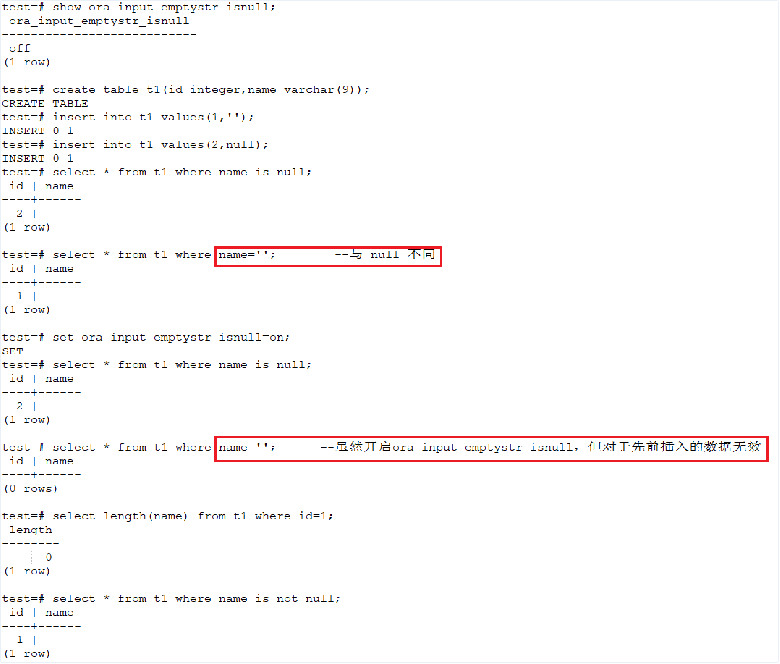 test=# show ora_input_emptystr_isnull;
 ora_input_emptystr_isnull
---------------------------
 off
(1 row)
test=# create table t1(id integer,name varchar(9));
CREATE TABLE
test=# insert into t1 values(1,'');
INSERT 0 1
test=# insert into t1 values(2,null);
INSERT 0 1
test=# select * from t1 where name is null;
 id | name
----+------
  2 |
(1 row)
test=# select * from t1 where name='';        --与 null 不同
 id | name
----+------
  1 |
(1 row)
test=# set ora_input_emptystr_isnull=on;
SET
test=# select * from t1 where name is null;
 id | name
----+------
  2 |
(1 row)
test=# select * from t1 where name='';      --虽然开启ora_input_emptystr_isnull，但对于先前插入的数据无效
 id | name
----+------
(0 rows)
test=# select length(name) from t1 where id=1;
 length
--------
      0
(1 row)
test=# select * from t1 where name is not null;
 id | name
----+------
  1 |
(1 row)